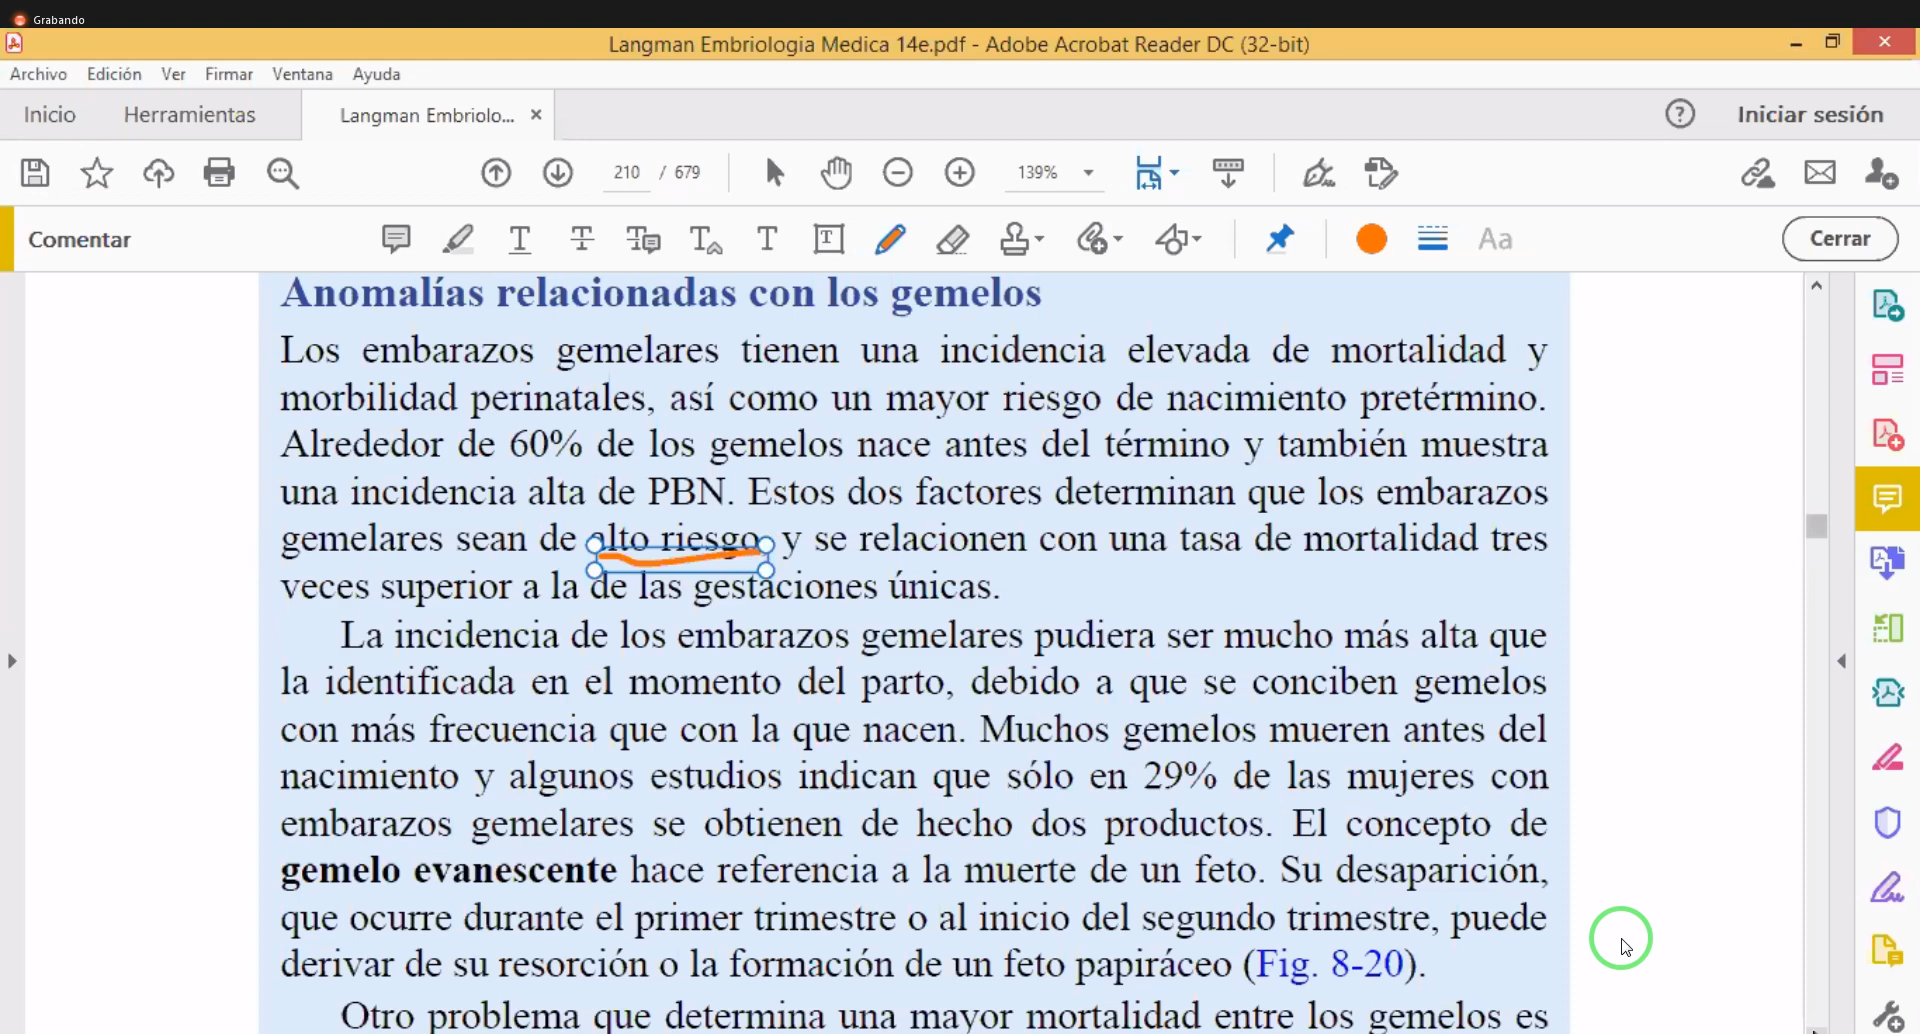 Grabando
Langman Embriologia Medica 14e.pdf - Adobe Acrobat Reader DC (32-bit)
Archivo Edición Ver Firmar Ventana Ayuda
Inicio Herramientas Langman Embriolo... Iniciar sesión
210 / 679 139%
Comentar Aa Cerrar
Anomalías relacionadas con los gemelos
Los embarazos gemelares tienen una incidencia elevada de mortalidad y
morbilidad perinatales, así como un mayor riesgo de nacimiento pretérmino.
Alrededor de 60% de los gemelos nace antes del término y también muestra
una incidencia alta de PBN. Estos dos factores determinan que los embarazos
gemelares sean de alto riesgo y se relacionen con una tasa de mortalidad tres
veces superior a la de las gestaciones únicas.
La incidencia de los embarazos gemelares pudiera ser mucho más alta que
la identificada en el momento del parto, debido a que se conciben gemelos
con más frecuencia que con la que nacen. Muchos gemelos mueren antes del
nacimiento y algunos estudios indican que sólo en 29% de las mujeres con
embarazos gemelares se obtienen de hecho dos productos. El concepto de
gemelo evanescente hace referencia a la muerte de un feto. Su desaparición,
que ocurre durante el primer trimestre o al inicio del segundo trimestre, puede
derivar de su resorción o la formación de un feto papiráceo (Fig. 8-20).
Otro problema que determina una mayor mortalidad entre los gemelos es